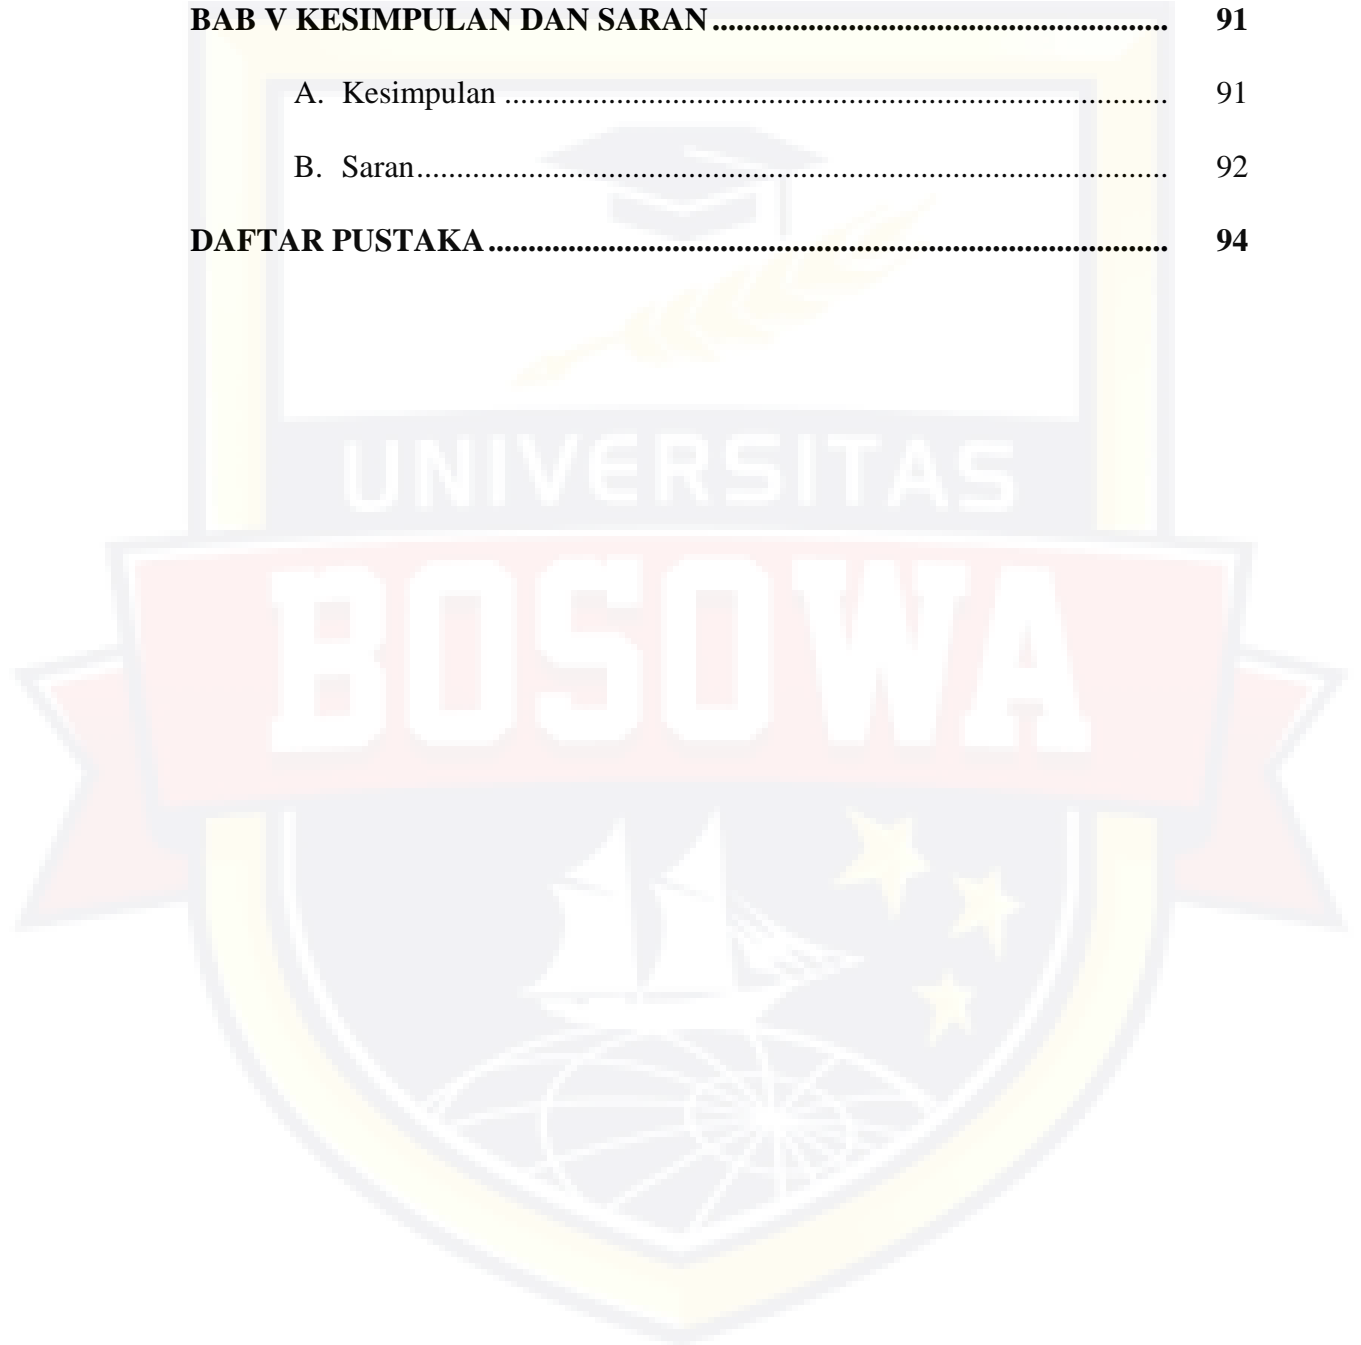 BAB V KESIMPULAN DAN SARAN ........................................................ 91
A. Kesimpulan ................................................................................... 91
B. Saran.............................................................................................. 92
DAFTAR PUSTAKA ..................................................................................... 94
UNIVERSITAS
BOSOWA